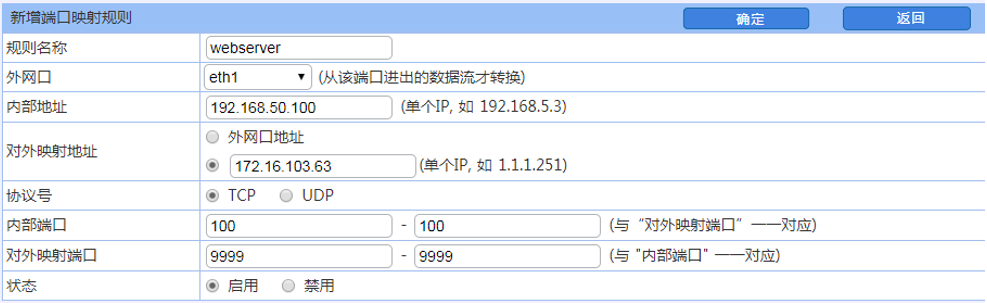 新增端口映射规则 确定 返回
规则名称 webserver
外网口 eth1 (从该端口进出的数据流才转换)
内部地址 192.168.50.100 (单个IP, 如 192.168.5.3)
对外映射地址 外网口地址
172.16.103.63 (单个IP, 如 1.1.1.251)
协议号 TCP UDP
内部端口 100 - 100 (与“对外映射端口”一一对应)
对外映射端口 9999 - 9999 (与 "内部端口" 一一对应)
状态 启用 禁用